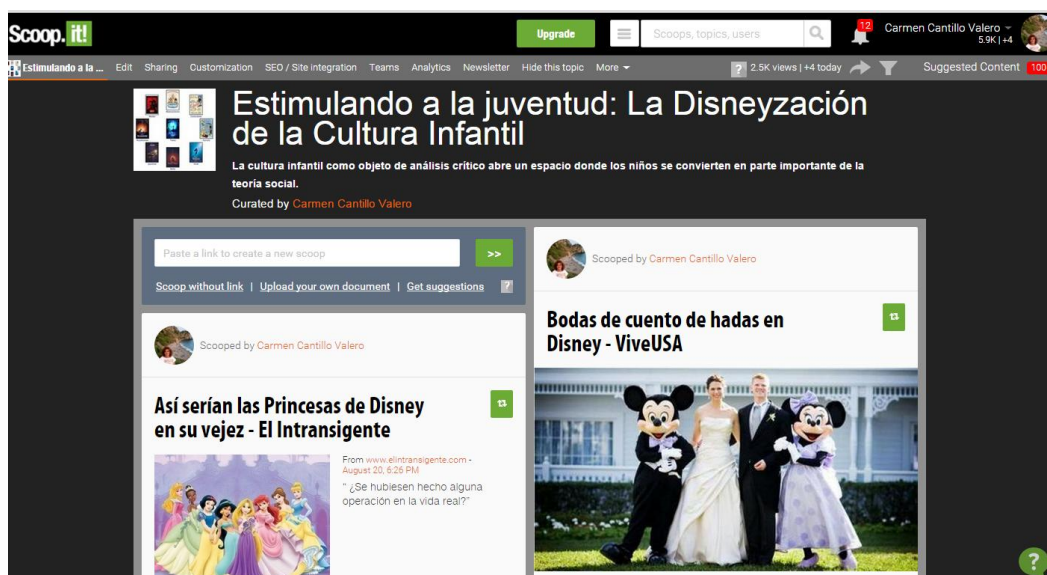 Scoop.it!
Upgrade
Scoops, topics, users
12
Carmen Cantillo Valero
5.9K | +4
Estimulando a la ...
Edit
Sharing
Customization
SEO / Site integration
Teams
Analytics
Newsletter
Hide this topic
More
?
2.5K views | +4 today
Suggested Content
100
Estimulando a la juventud: La Disneyzación
de la Cultura Infantil
La cultura infantil como objeto de análisis crítico abre un espacio donde los niños se convierten en parte importante de la
teoría social.
Curated by Carmen Cantillo Valero
Paste a link to create a new scoop
>>
Scoop without link | Upload your own document | Get suggestions
?
Scooped by Carmen Cantillo Valero
Así serían las Princesas de Disney
en su vejez - El Intransigente
From www.elintransigente.com -
August 20, 6:26 PM
" ¿Se hubiesen hecho alguna
operación en la vida real?"
Scooped by Carmen Cantillo Valero
Bodas de cuento de hadas en
Disney - ViveUSA
?